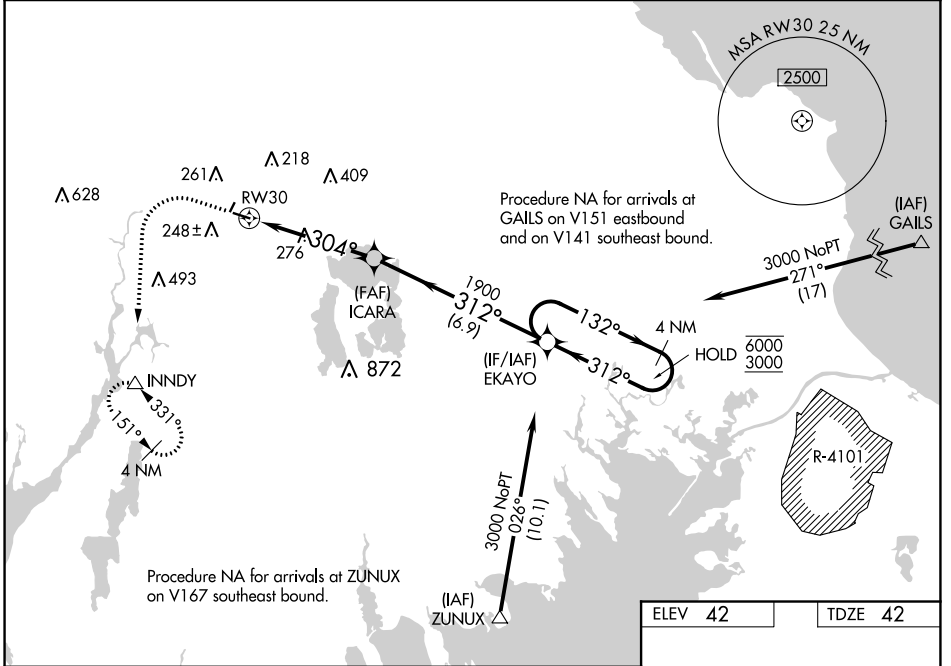 MSA RW30 25 NM
2500
218
261
409
628
RW30
Procedure NA for arrivals at
GAILS on V151 eastbound
and on V141 southeast bound.
(IAF)
GAILS
248±
276
304°
3000 NoPT
271°
(17)
493
(FAF)
ICARA
1900
312°
(6.9)
132°
4 NM
HOLD
6000
3000
872
(IF/IAF)
EKAYO
312°
INNDY
331°
151°
4 NM
R-4101
3000 NoPT
026°
(10.1)
Procedure NA for arrivals at ZUNUX
on V167 southeast bound.
(IAF)
ZUNUX
ELEV 42
TDZE 42